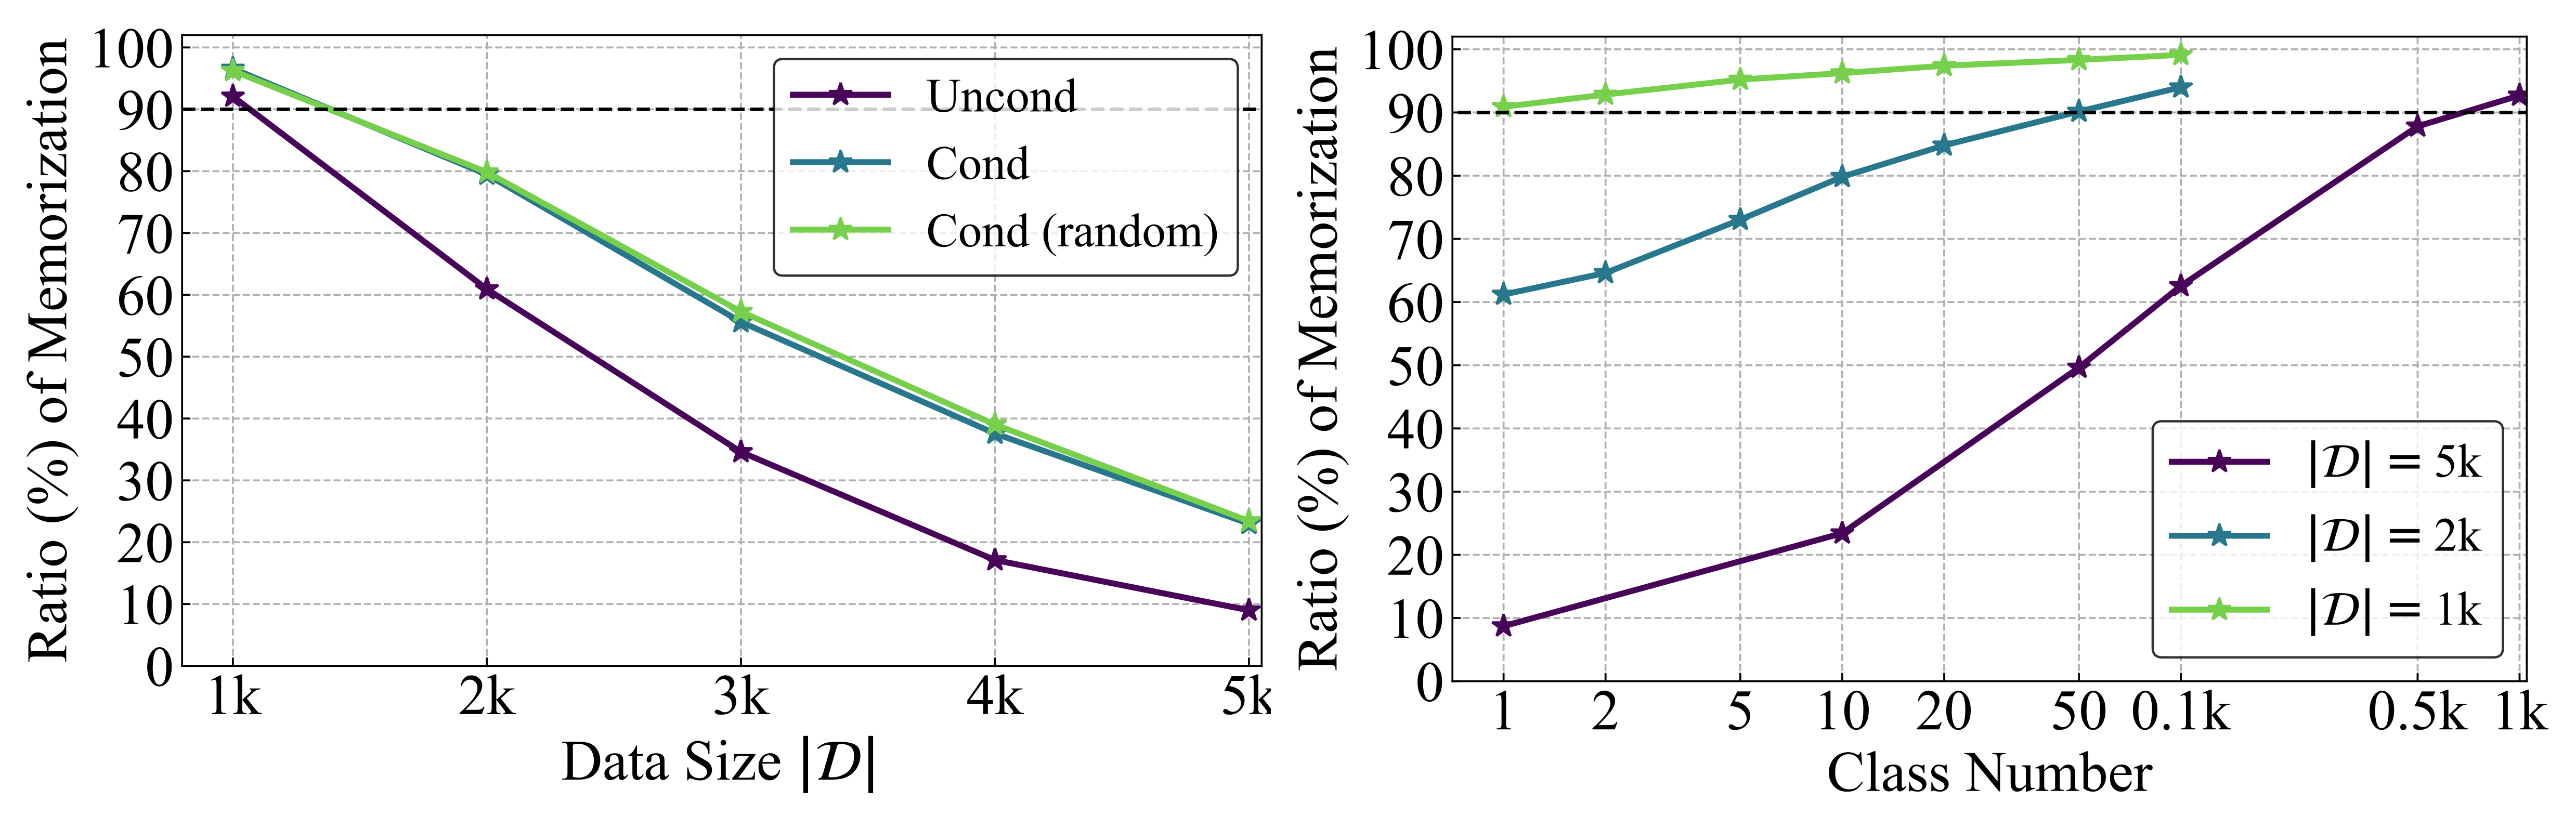 Ratio (%) of Memorization
100
90
80
70
60
50
40
30
20
10
0
Uncond
Cond
Cond (random)
1k 2k 3k 4k 5k
Data Size |𝒟|
Ratio (%) of Memorization
100
90
80
70
60
50
40
30
20
10
0
|𝒟| = 5k
|𝒟| = 2k
|𝒟| = 1k
1 2 5 10 20 50 0.1k 0.5k 1k
Class Number